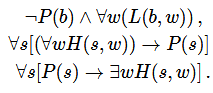 ¬P(b) ∧ ∀w(L(b, w)) ,
∀s[(∀wH(s, w)) → P(s)]
∀s[P(s) → ∃wH(s, w)] .